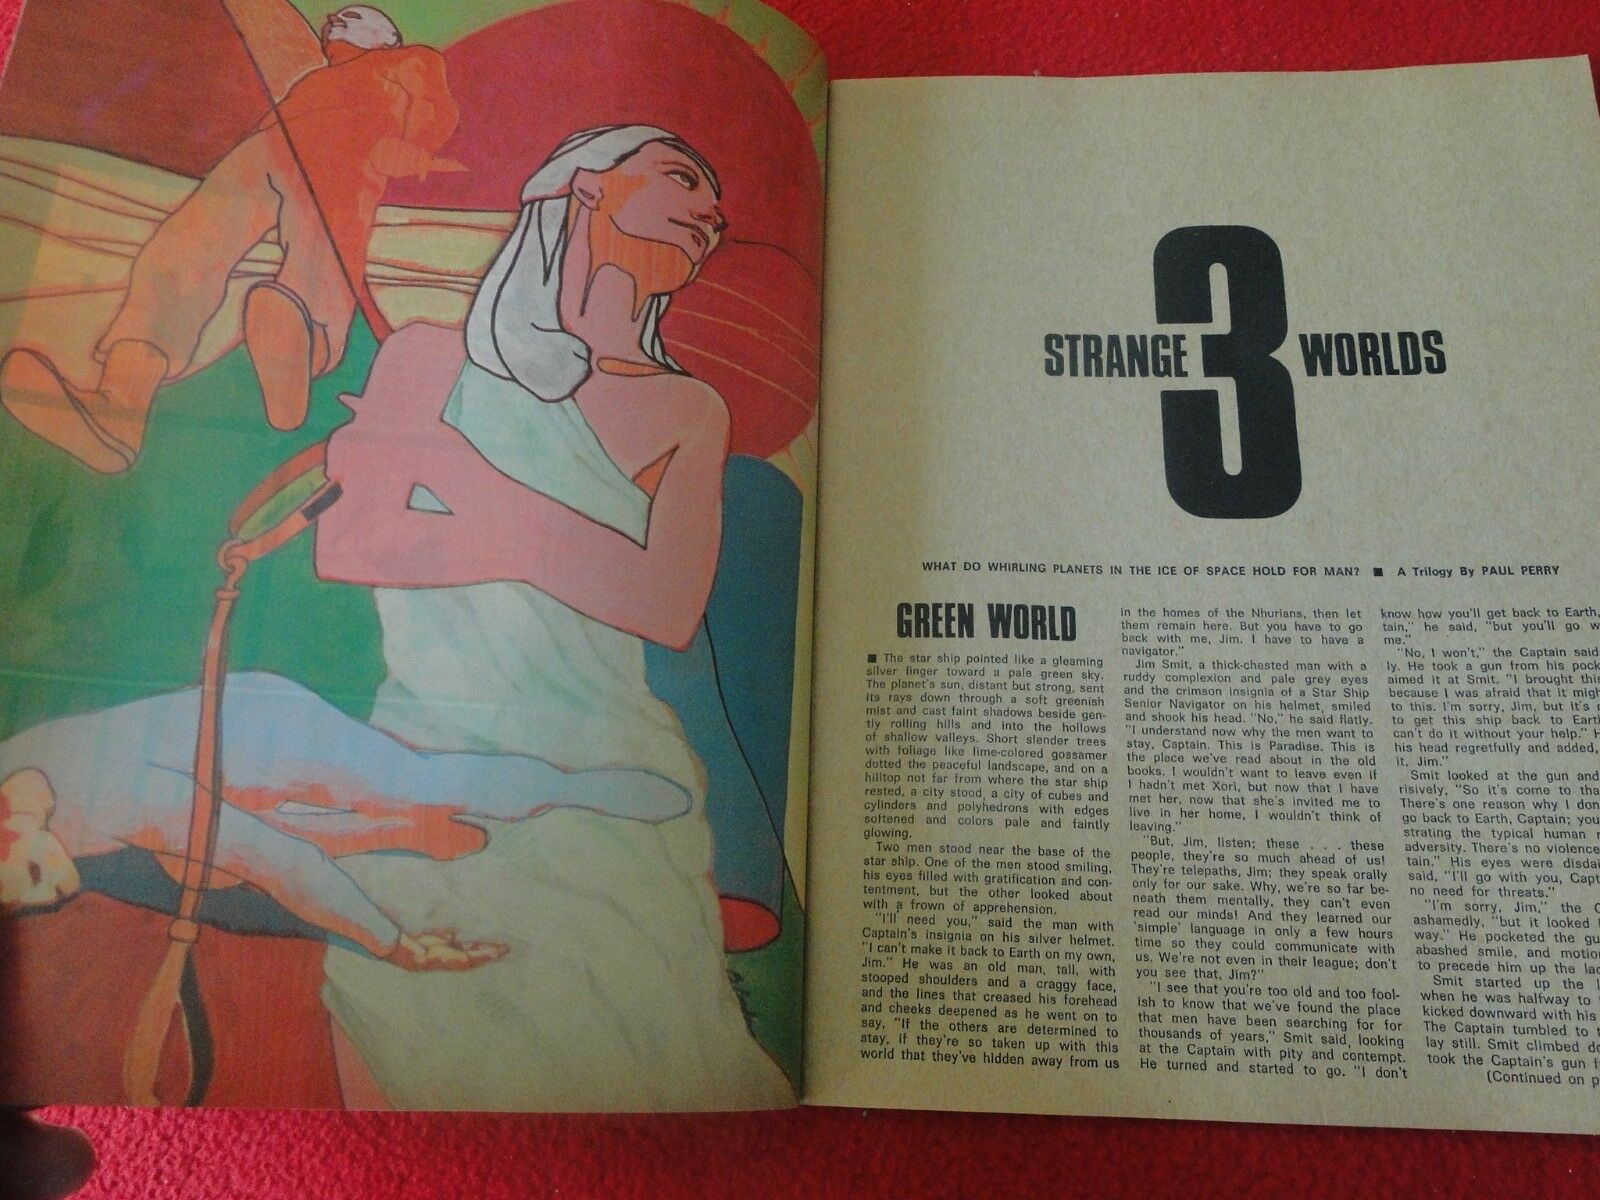 STRANGE 3 WORLDS
WHAT DO WHIRLING PLANETS IN THE ICE OF SPACE HOLD FOR MAN? ■ A Trilogy By PAUL PERRY
GREEN WORLD
■ The star ship pointed like a gleaming
silver finger toward a pale green sky.
The planet's sun, distant but strong, sent
its rays down through a soft greenish
mist and cast faint shadows beside gen-
tly rolling hills and into the hollows
of shallow valleys. Short slender trees
with foliage like lime-colored gossamer
dotted the peaceful landscape, and on a
hilltop not far from where the star ship
rested, a city stood, a city of cubes and
cylinders and polyhedrons with edges
softened and colors pale and faintly
glowing.
Two men stood near the base of the
star ship. One of the men stood smiling,
his eyes filled with gratification and con-
tentment, but the other looked about
with a frown of apprehension.
"I'll need you," said the man with
Captain's insignia on his silver helmet.
"I can't make it back to Earth on my own,
Jim." He was an old man, tall, with
stooped shoulders and a craggy face,
and the lines that creased his forehead
and cheeks deepened as he went on to
say, "If the others are determined to
stay, if they're so taken up with this
world that they've hidden away from us
in the homes of the Nhurians, then let
them remain here. But you have to go
back with me, Jim. I have to have a
navigator."
Jim Smit, a thick-chested man with a
ruddy complexion and pale grey eyes
and the crimson insignia of a Star Ship
Senior Navigator on his helmet, smiled
and shook his head. "No," he said flatly.
"I understand now why the men want to
stay, Captain. This is Paradise. This is
the place we've read about in the old
books. I wouldn't want to leave even if
I hadn't met Xori, but now that I have
met her, now that she's invited me to
live in her home, I wouldn't think of
leaving."
"But, Jim, listen; these . . . these
people, they're so much ahead of us!
They're telepaths, Jim; they speak orally
only for our sake. Why, we're so far be-
neath them mentally, they can't even
read our minds! And they learned our
'simple' language in only a few hours
time so they could communicate with
us. We're not even in their league; don't
you see that, Jim?"
"I see that you're too old and too fool-
ish to know that we've found the place
that men have been searching for for
thousands of years," Smit said, looking
at the Captain with pity and contempt.
He turned and started to go. "I don't
know how you'll get back to Earth,
tain," he said, "but you'll go w
me."
"No, I won't," the Captain said
ly. He took a gun from his pock
aimed it at Smit. "I brought this
because I was afraid that it migh
to this. I'm sorry, Jim, but it's
to get this ship back to Eart
can't do it without your help." H
his head regretfully and added,
it, Jim."
Smit looked at the gun and
risively, "So it's come to tha
There's one reason why I don
go back to Earth, Captain; you
strating the typical human
adversity. There's no violence
tain." His eyes were disdai
said, "I'll go with you, Capt
no need for threats."
"I'm sorry, Jim," the C
ashamedly, "but it looked
way." He pocketed the gu
abashed smile, and motion
to precede him up the lad
Smit started up the l
when he was halfway to
kicked downward with his
The Captain tumbled to t
lay still. Smit climbed do
took the Captain's gun f
(Continued on p